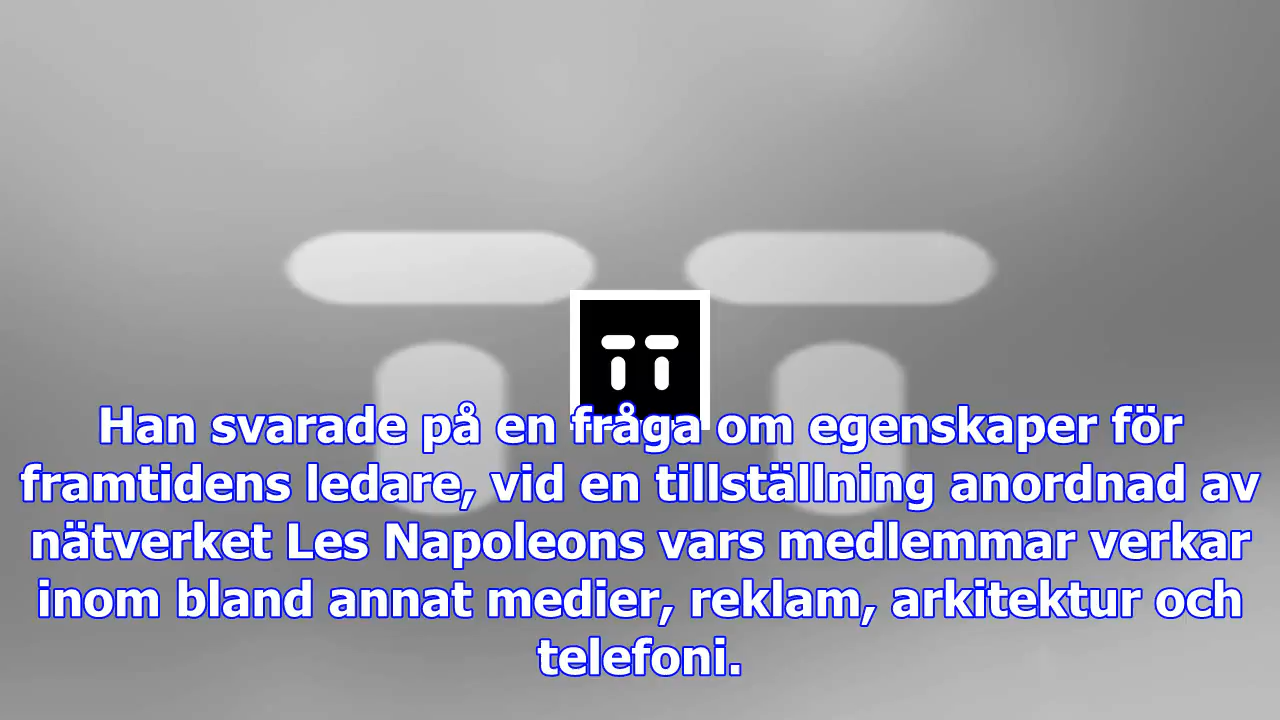 Han svarade på en fråga om egenskaper för
framtidens ledare, vid en tillställning anordnad av
nätverket Les Napoleons vars medlemmar verkar
inom bland annat medier, reklam, arkitektur och
telefoni.